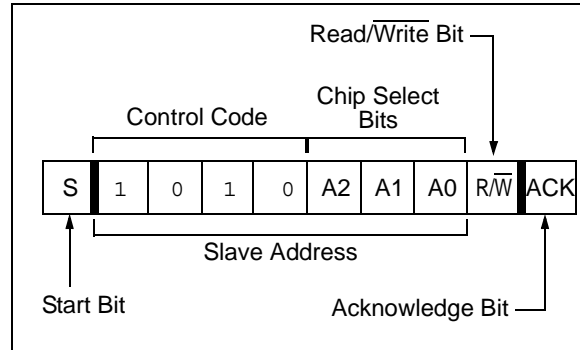 Read/Write Bit
Chip Select
Control Code Bits
S 1 0 1 0 A2 A1 A0 R/W ACK
Slave Address
Start Bit Acknowledge Bit